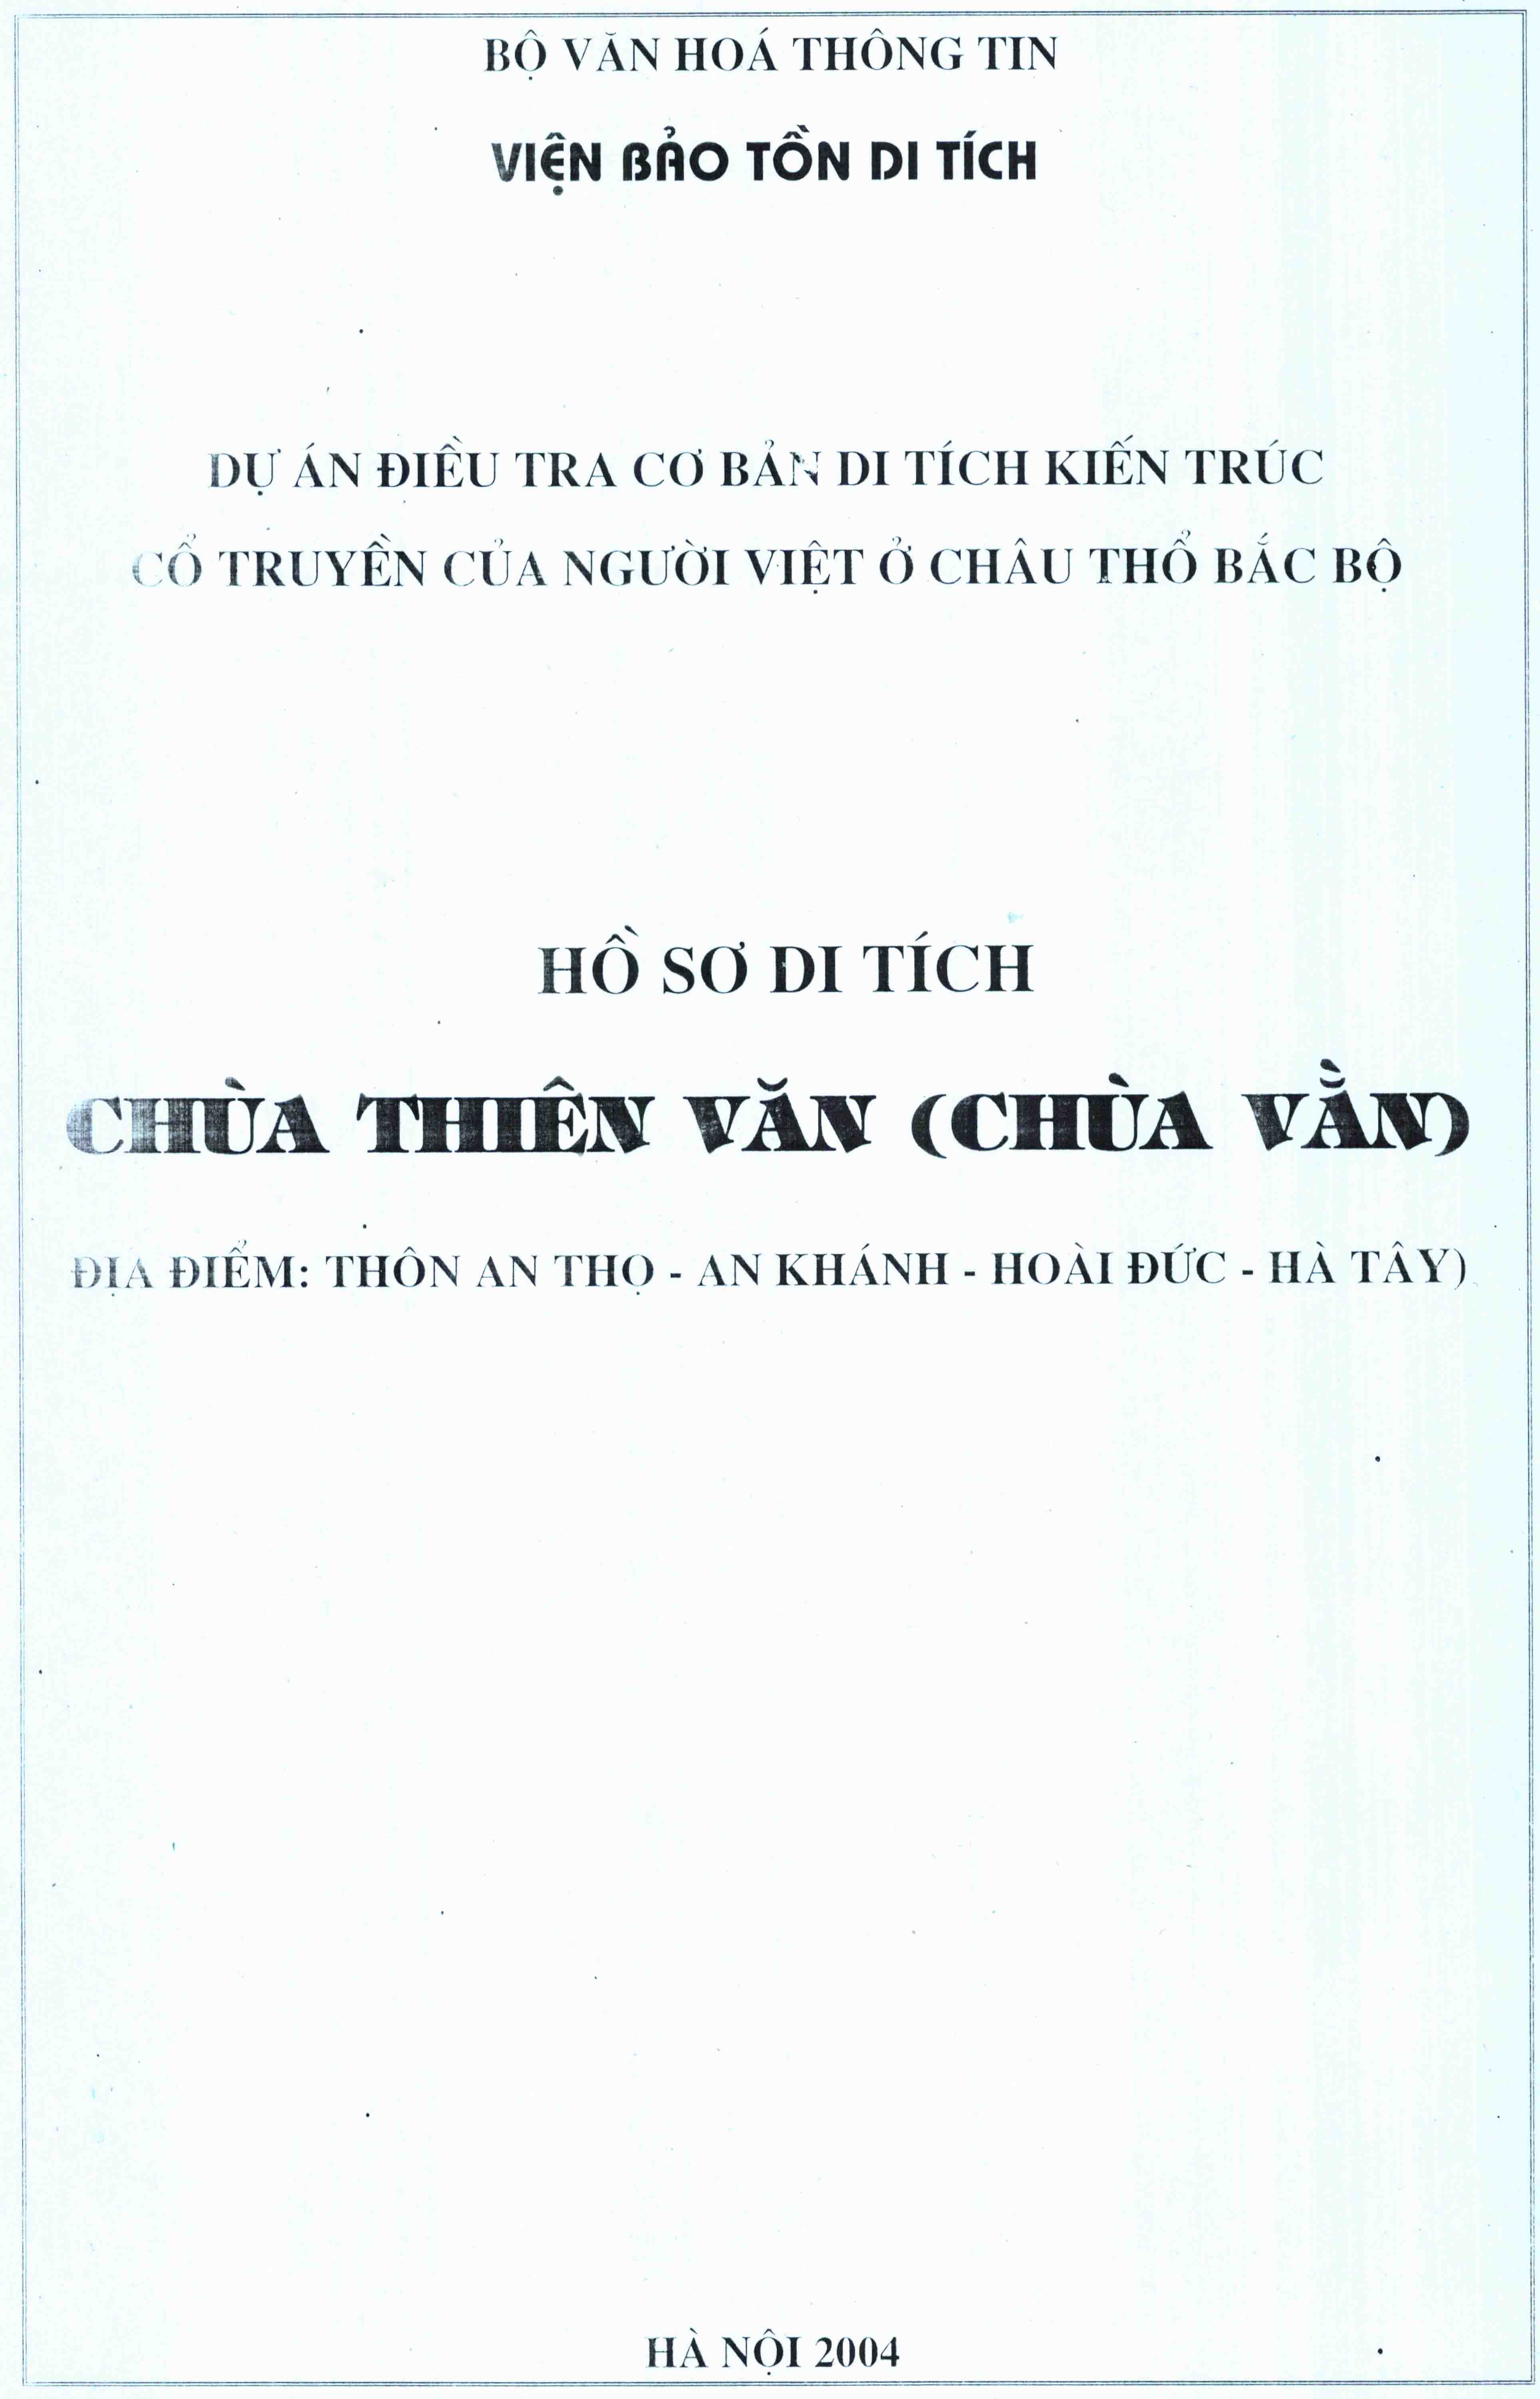 BỘ VĂN HOÁ THÔNG TIN
VIỆN BẢO TỒN DI TÍCH
DỰ ÁN ĐIỀU TRA CƠ BẢN DI TÍCH KIẾN TRÚC
CỔ TRUYỀN CỦA NGƯỜI VIỆT Ở CHÂU THỔ BẮC BỘ
HỒ SƠ DI TÍCH
CHÙA THIÊN VĂN (CHÙA VẰN)
ĐỊA ĐIỂM: THÔN AN THỌ - AN KHÁNH - HOÀI ĐỨC - HÀ TÂY)
HÀ NỘI 2004